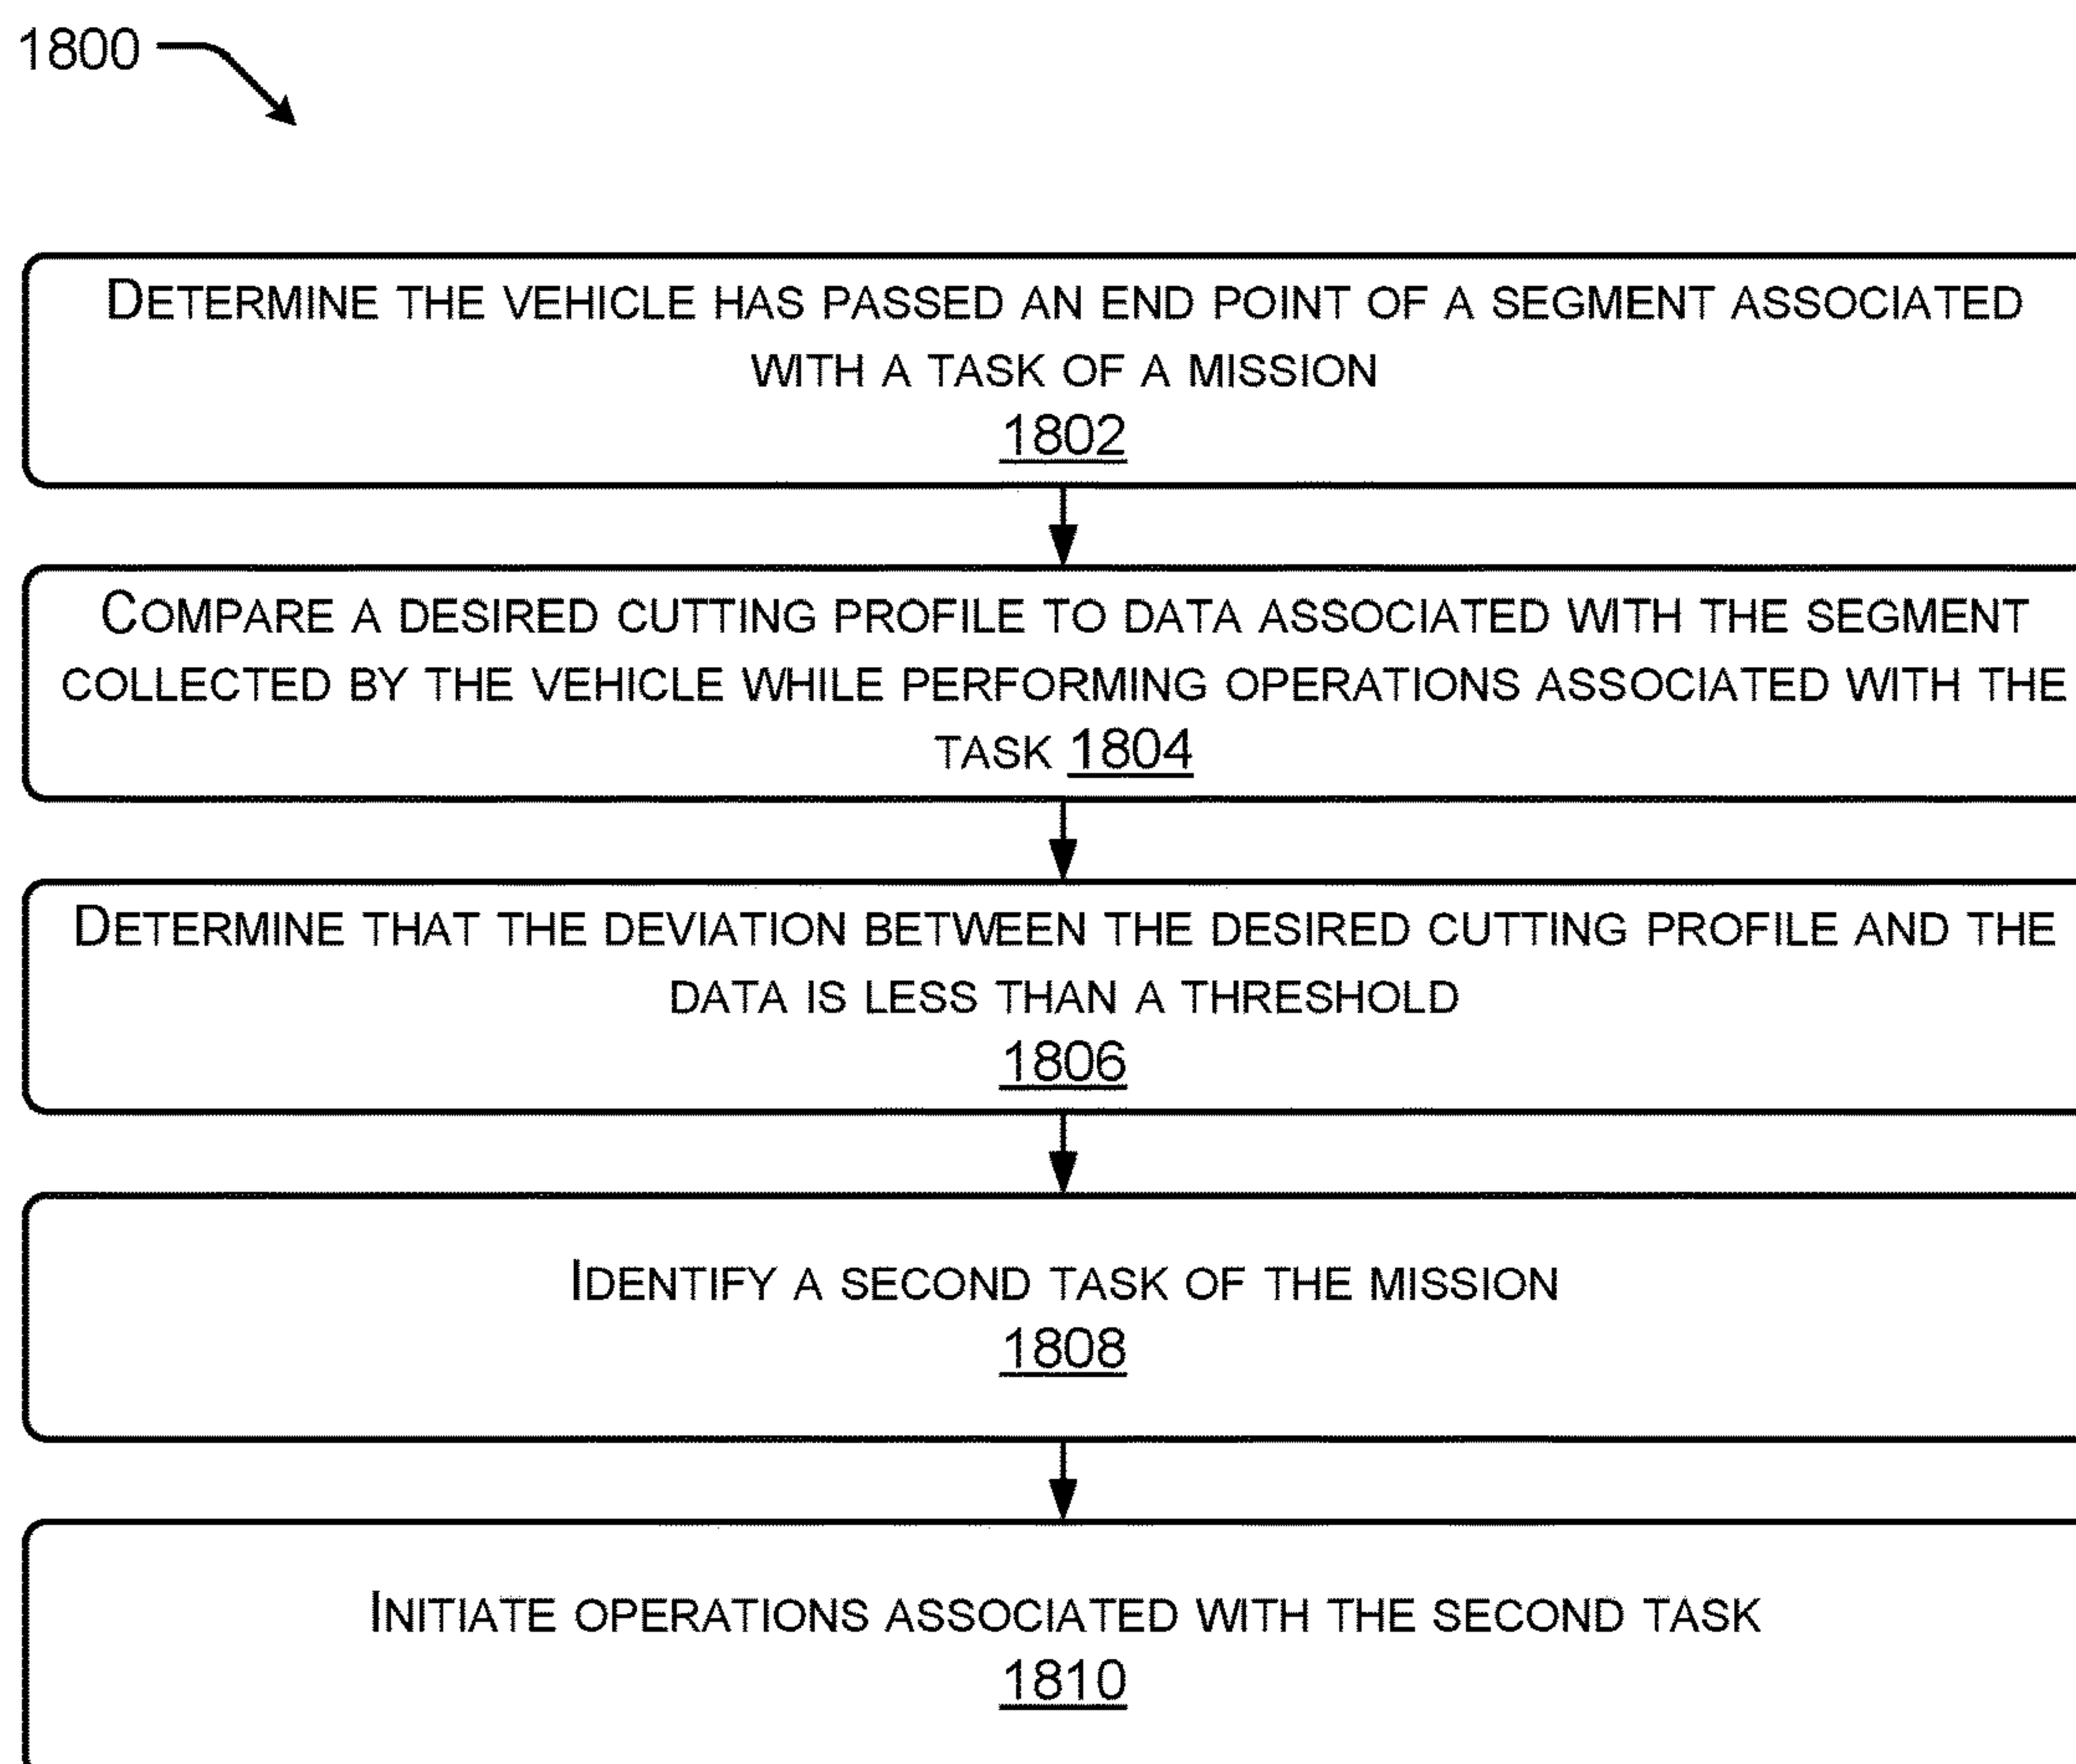 1800
DETERMINE THE VEHICLE HAS PASSED AN END POINT OF A SEGMENT ASSOCIATED
WITH A TASK OF A MISSION
1802
COMPARE A DESIRED CUTTING PROFILE TO DATA ASSOCIATED WITH THE SEGMENT
COLLECTED BY THE VEHICLE WHILE PERFORMING OPERATIONS ASSOCIATED WITH THE
TASK 1804
DETERMINE THAT THE DEVIATION BETWEEN THE DESIRED CUTTING PROFILE AND THE
DATA IS LESS THAN A THRESHOLD
1806
IDENTIFY A SECOND TASK OF THE MISSION
1808
INITIATE OPERATIONS ASSOCIATED WITH THE SECOND TASK
1810